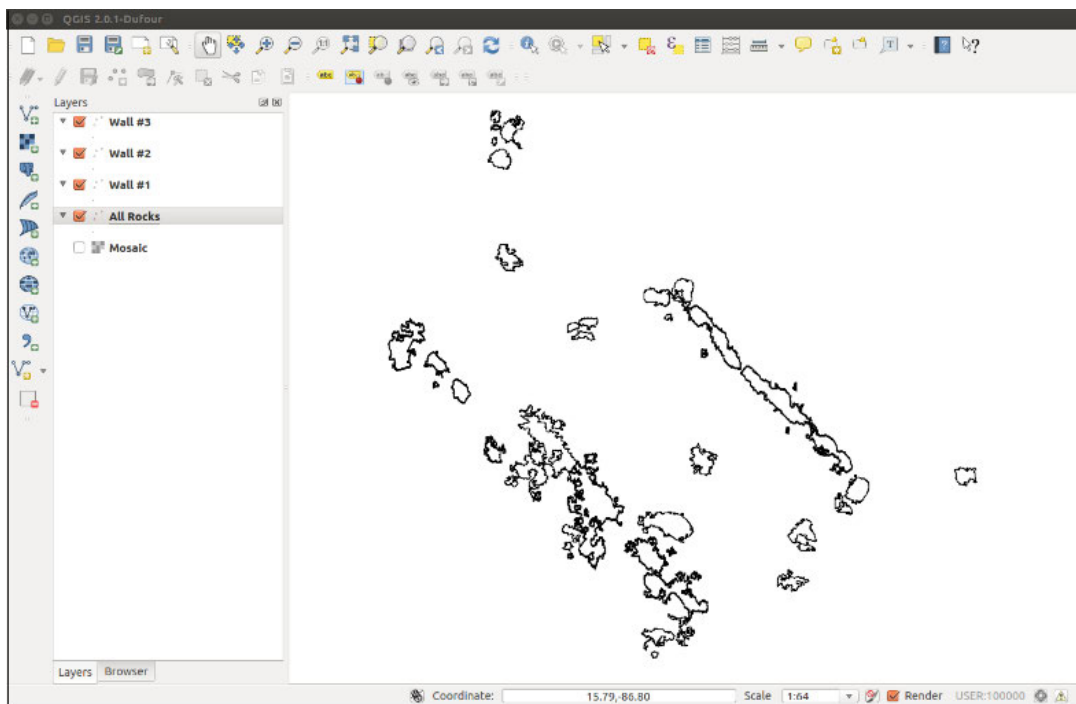 QGIS 2.0.1-Dufour
Layers
Wall #3
Wall #2
Wall #1
All Rocks
Mosaic
Layers Browser
Coordinate: 15.79,-86.80 Scale 1:64 Render USER:100000